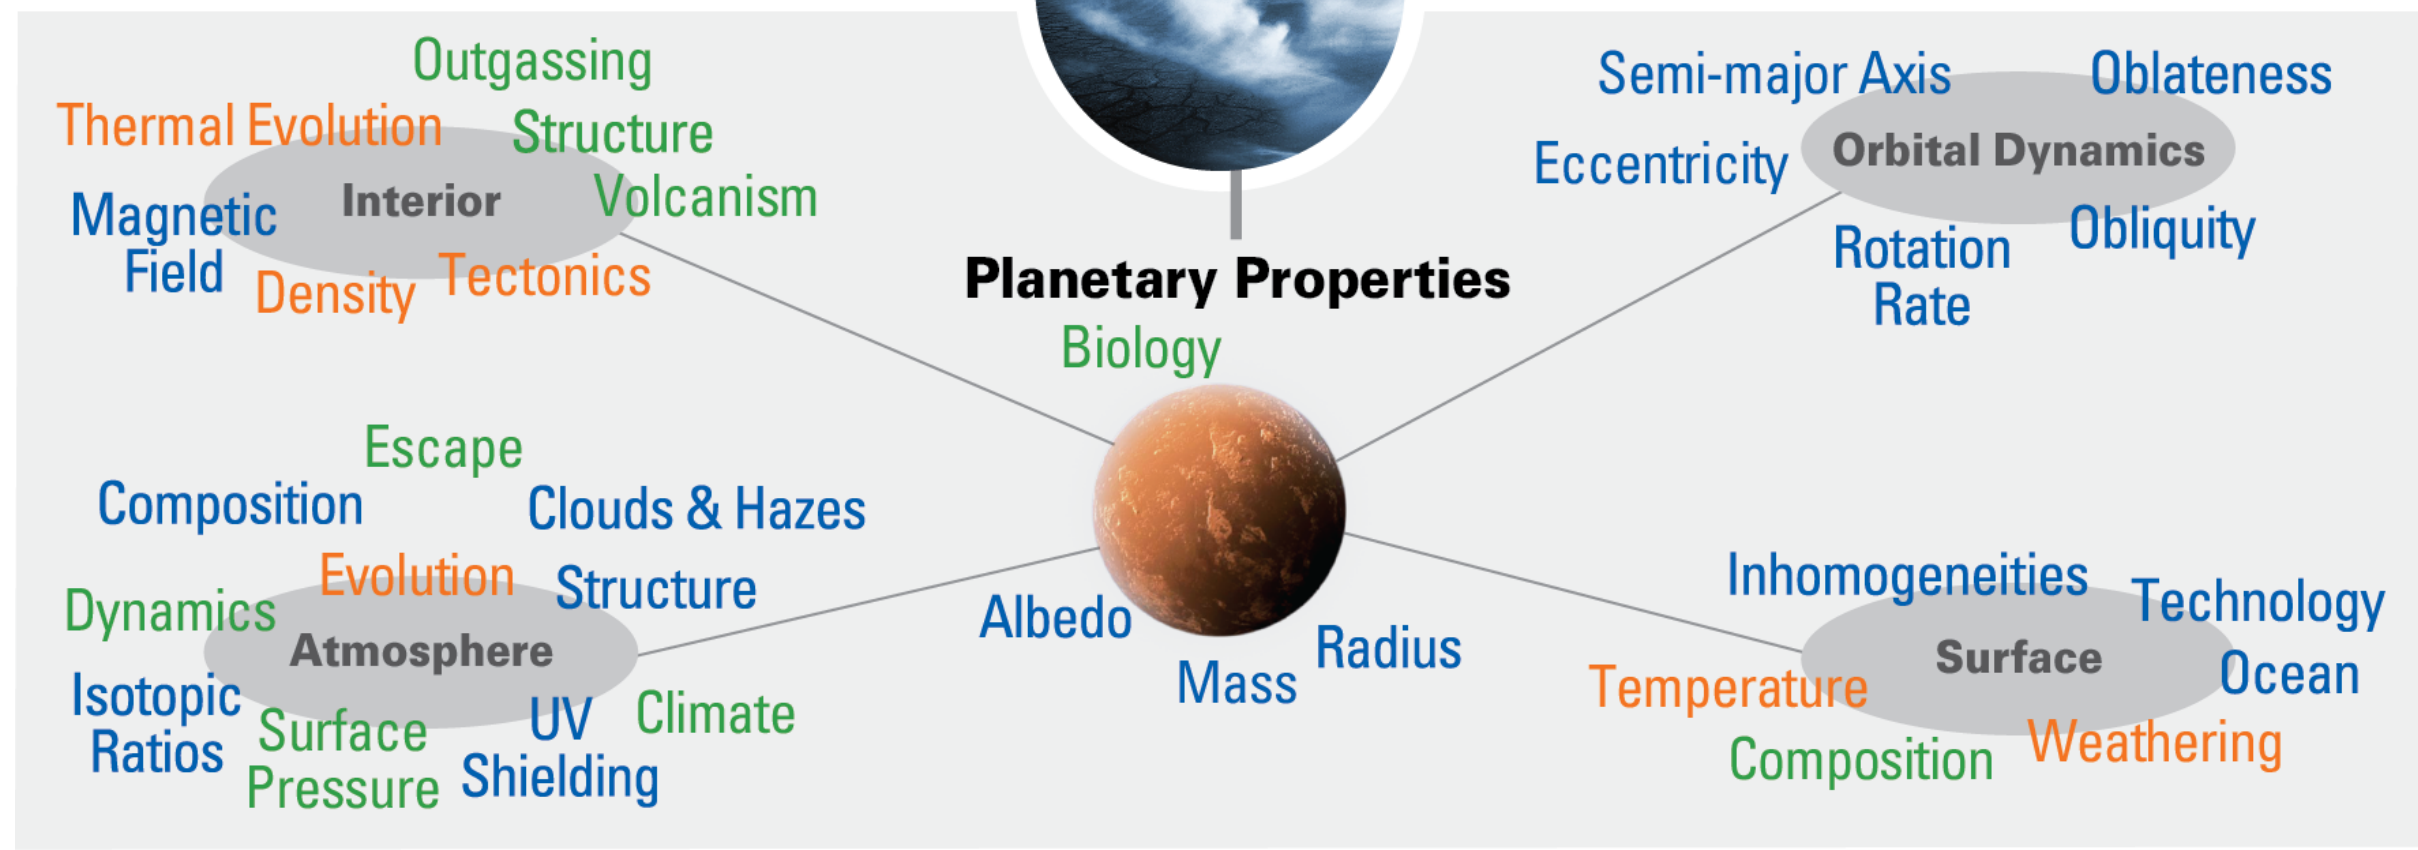 Outgassing
Thermal Evolution
Structure
Interior
Volcanism
Magnetic
Field
Density
Tectonics
Planetary Properties
Biology
Semi-major Axis
Oblateness
Orbital Dynamics
Eccentricity
Rotation
Rate
Obliquity
Escape
Composition
Clouds & Hazes
Evolution
Structure
Dynamics
Atmosphere
Isotopic
Ratios
Surface
Pressure
UV
Shielding
Climate
Albedo
Mass
Radius
Inhomogeneities
Technology
Surface
Ocean
Temperature
Weathering
Composition